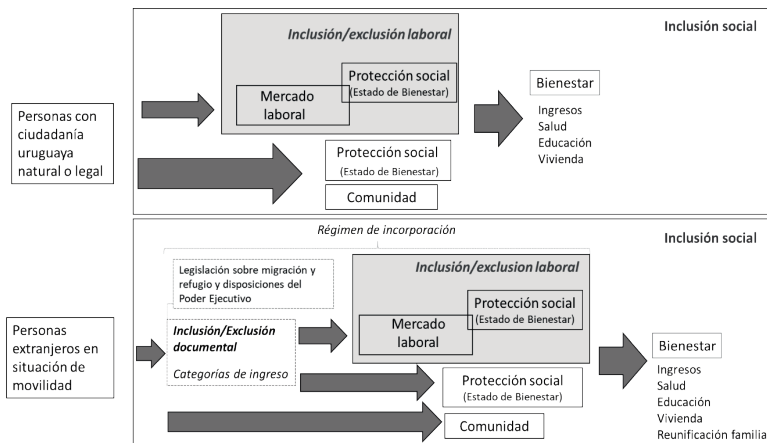 Inclusión social
Inclusión/exclusión laboral
Protección social
(Estado de Bienestar)
Mercado
laboral
Personas con
ciudadanía
uruguaya
natural o legal
Protección social
(Estado de Bienestar)
Comunidad
Bienestar
Ingresos
Salud
Educación
Vivienda
Régimen de incorporación
Inclusión social
Legislación sobre migración y
refugio y disposiciones del
Poder Ejecutivo
Inclusión/exclusion laboral
Protección social
(Estado de Bienestar)
Mercado
laboral
Personas
extranjeros en
situación de
movilidad
Inclusión/Exclusión
documental
Categorías de ingreso
Protección social
(Estado de Bienestar)
Comunidad
Bienestar
Ingresos
Salud
Educación
Vivienda
Reunificación familia